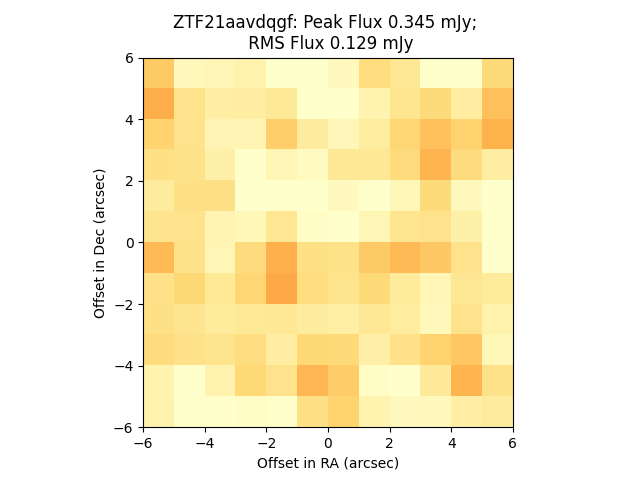 ZTF21aavdqgf: Peak Flux 0.345 mJy;
RMS Flux 0.129 mJy
6
4
2
0
−2
−4
−6
Offset in Dec (arcsec)
−6 −4 −2 0 2 4 6
Offset in RA (arcsec)